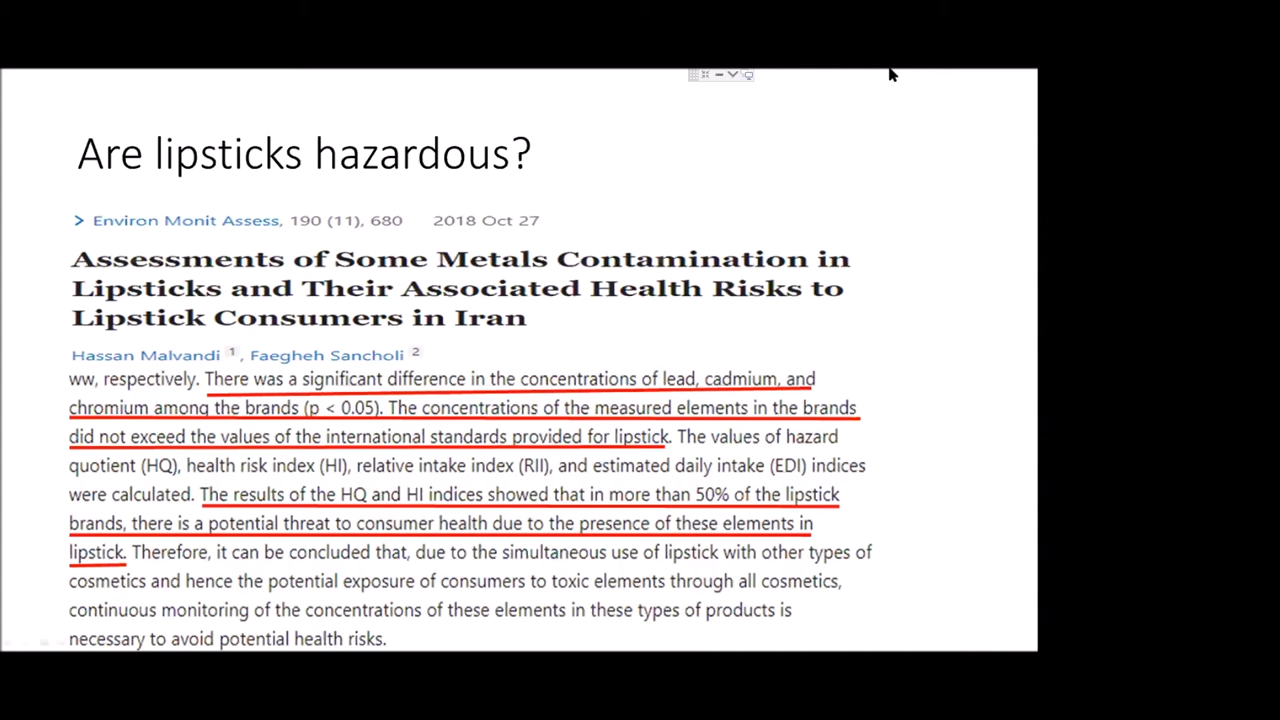 Are lipsticks hazardous?
> Environ Monit Assess, 190 (11), 680 2018 Oct 27
Assessments of Some Metals Contamination in
Lipsticks and Their Associated Health Risks to
Lipstick Consumers in Iran
Hassan Malvandi 1 , Faegheh Sancholi 2
ww, respectively. There was a significant difference in the concentrations of lead, cadmium, and
chromium among the brands (p < 0.05). The concentrations of the measured elements in the brands
did not exceed the values of the international standards provided for lipstick. The values of hazard
quotient (HQ), health risk index (HI), relative intake index (RII), and estimated daily intake (EDI) indices
were calculated. The results of the HQ and HI indices showed that in more than 50% of the lipstick
brands, there is a potential threat to consumer health due to the presence of these elements in
lipstick. Therefore, it can be concluded that, due to the simultaneous use of lipstick with other types of
cosmetics and hence the potential exposure of consumers to toxic elements through all cosmetics,
continuous monitoring of the concentrations of these elements in these types of products is
necessary to avoid potential health risks.